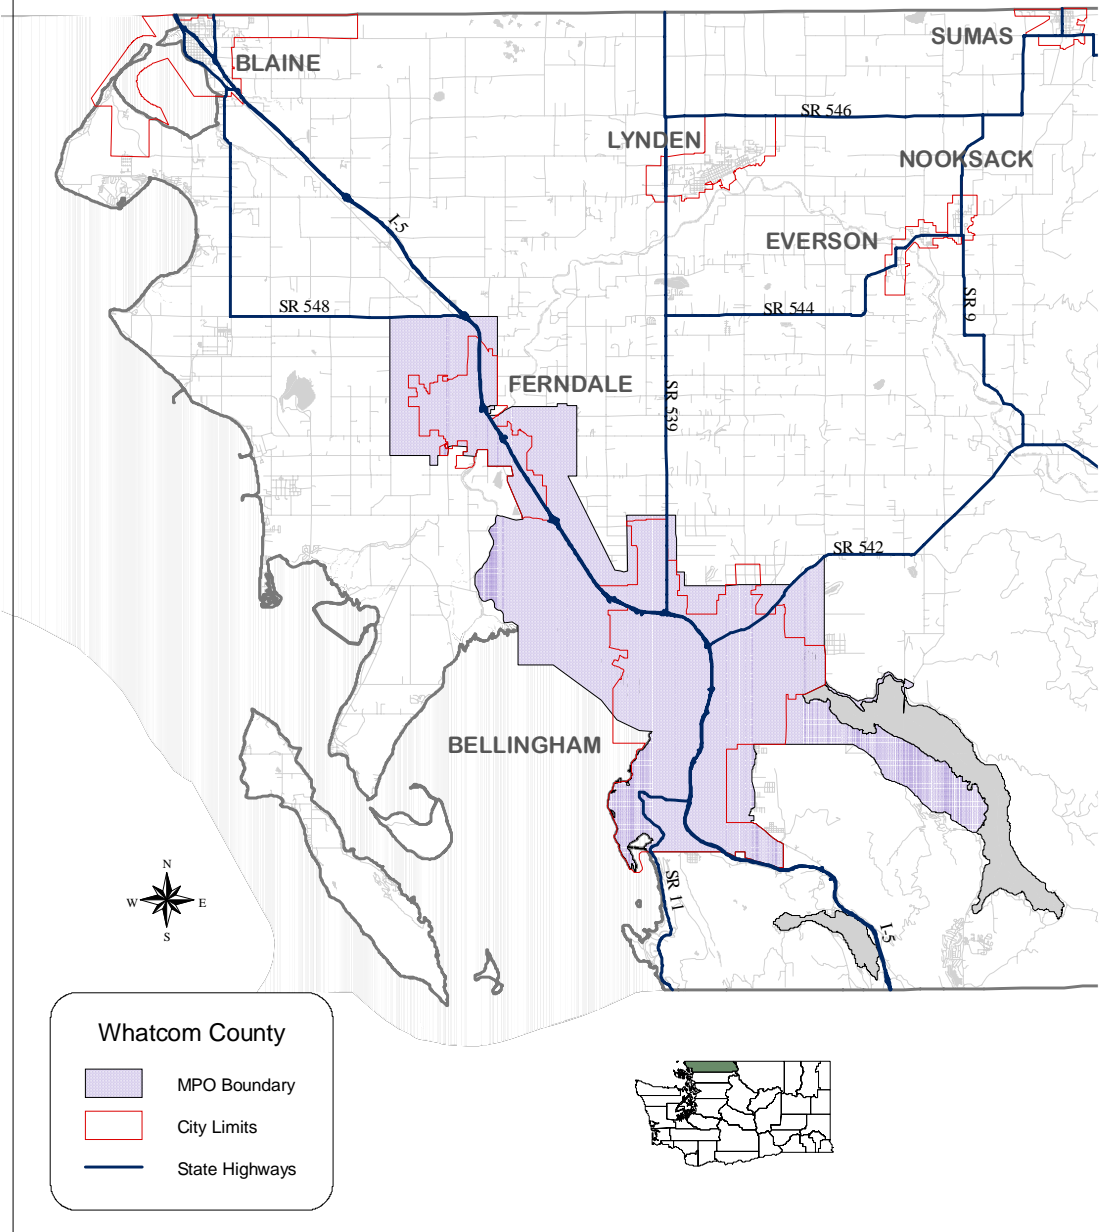 SUMAS
BLAINE
SR 546
LYNDEN
NOOKSACK
I-5
EVERSON
SR 548
SR 544
SR 9
FERNDALE
SR 539
SR 542
BELLINGHAM
N
W E
S
SR 11
I-5
Whatcom County
MPO Boundary
City Limits
State Highways